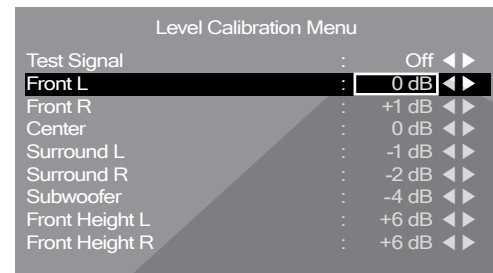 Level Calibration Menu
Test Signal : Off
Front L : 0 dB
Front R : +1 dB
Center : 0 dB
Surround L : -1 dB
Surround R : -2 dB
Subwoofer : -4 dB
Front Height L : +6 dB
Front Height R : +6 dB